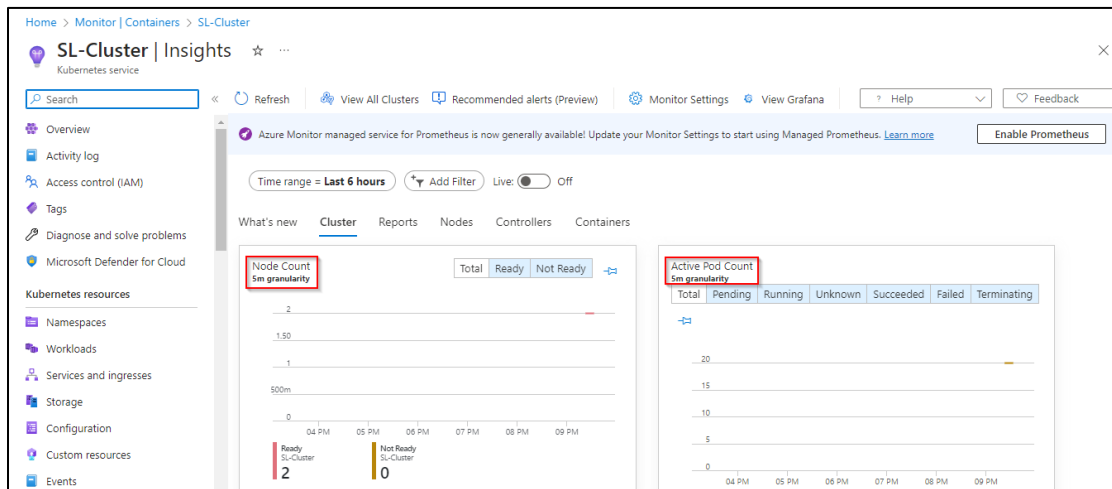 Home > Monitor | Containers > SL-Cluster
SL-Cluster | Insights
Kubernetes service
Search
Refresh
View All Clusters
Recommended alerts (Preview)
Monitor Settings
View Grafana
? Help
Feedback
Overview
Activity log
Access control (IAM)
Tags
Diagnose and solve problems
Microsoft Defender for Cloud
Kubernetes resources
Namespaces
Workloads
Services and ingresses
Storage
Configuration
Custom resources
Events
Azure Monitor managed service for Prometheus is now generally available! Update your Monitor Settings to start using Managed Prometheus. Learn more
Enable Prometheus
Time range = Last 6 hours
Add Filter
Live: Off
What's new Cluster Reports Nodes Controllers Containers
Node Count
5m granularity
Total Ready Not Ready
2
1.50
1
500m
0
04 PM 05 PM 06 PM 07 PM 08 PM 09 PM
Ready
SL-Cluster
2
Not Ready
SL-Cluster
0
Active Pod Count
5m granularity
Total Pending Running Unknown Succeeded Failed Terminating
20
15
10
5
0
04 PM 05 PM 06 PM 07 PM 08 PM 09 PM